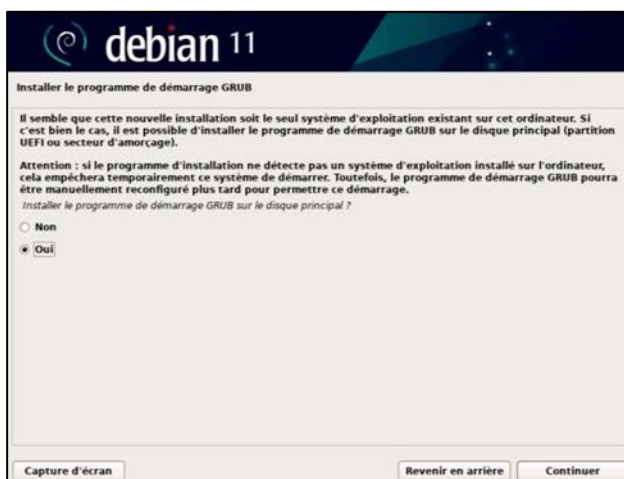 debian 11
Installer le programme de démarrage GRUB
Il semble que cette nouvelle installation soit le seul système d'exploitation existant sur cet ordinateur. Si
c'est bien le cas, il est possible d'installer le programme de démarrage GRUB sur le disque principal (partition
UEFI ou secteur d'amorçage).
Attention : si le programme d'installation ne détecte pas un système d'exploitation installé sur l'ordinateur,
cela empêchera temporairement ce système de démarrer. Toutefois, le programme de démarrage GRUB pourra
être manuellement reconfiguré plus tard pour permettre ce démarrage.
Installer le programme de démarrage GRUB sur le disque principal ?
Non
Oui
Capture d'écran Revenir en arrière Continuer